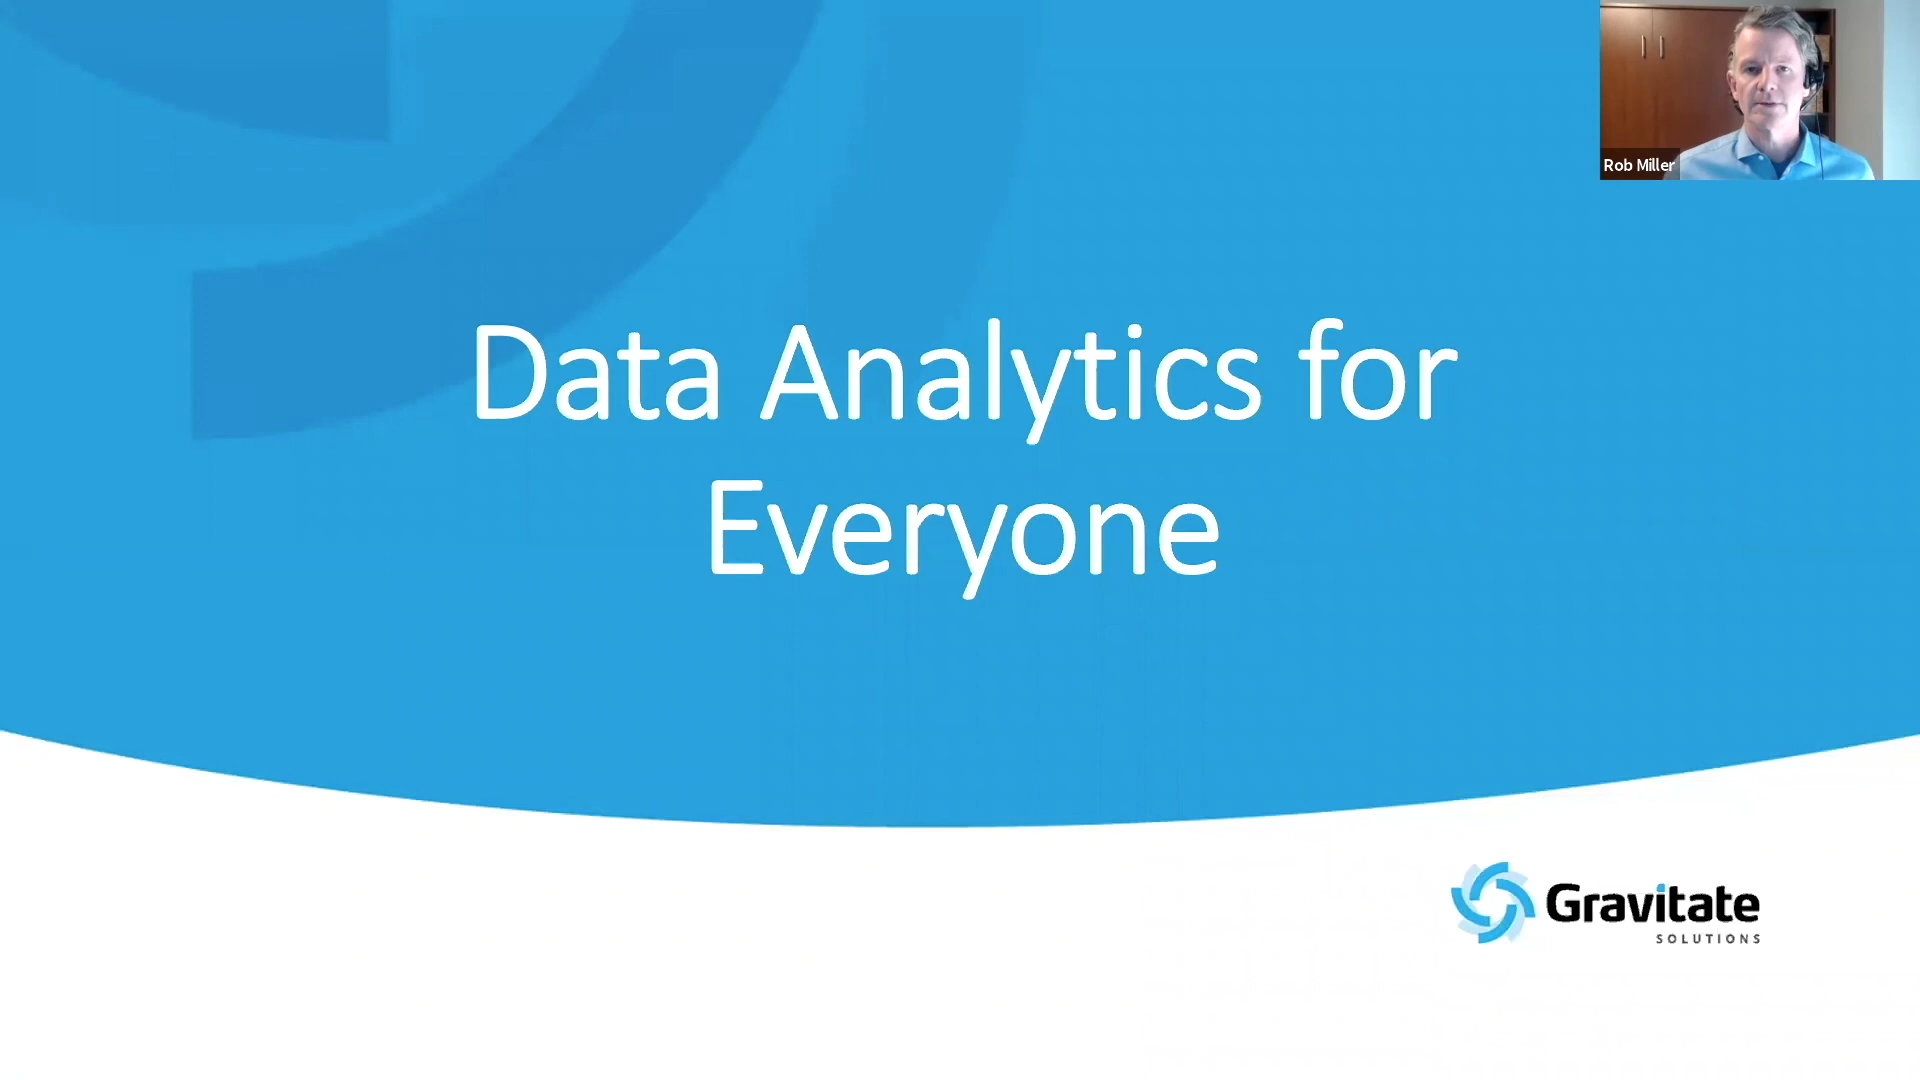 Rob Miller
Data Analytics for
Everyone
Gravitate
SOLUTIONS